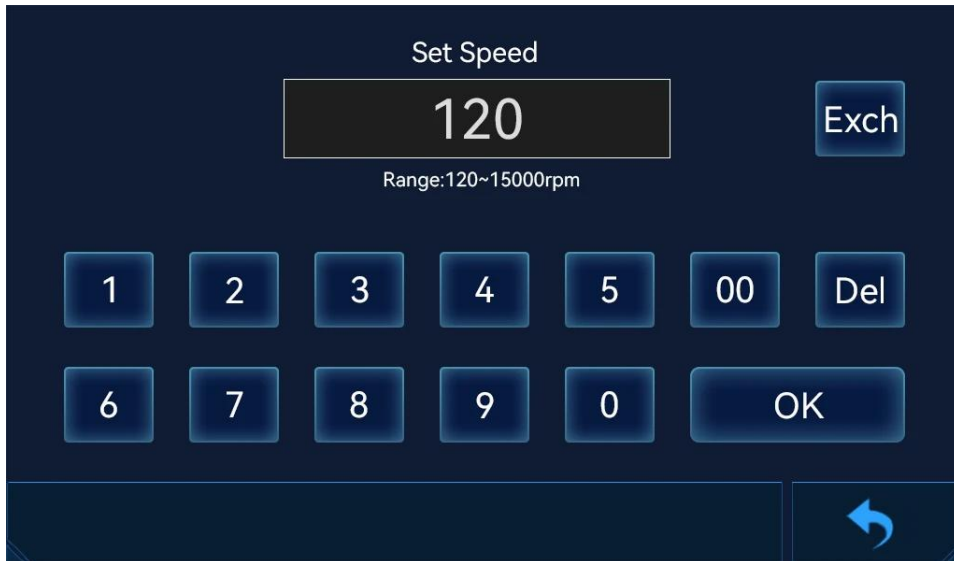 Set Speed
120
Exch
Range:120~15000rpm
1 2 3 4 5 00 Del
6 7 8 9 0 OK